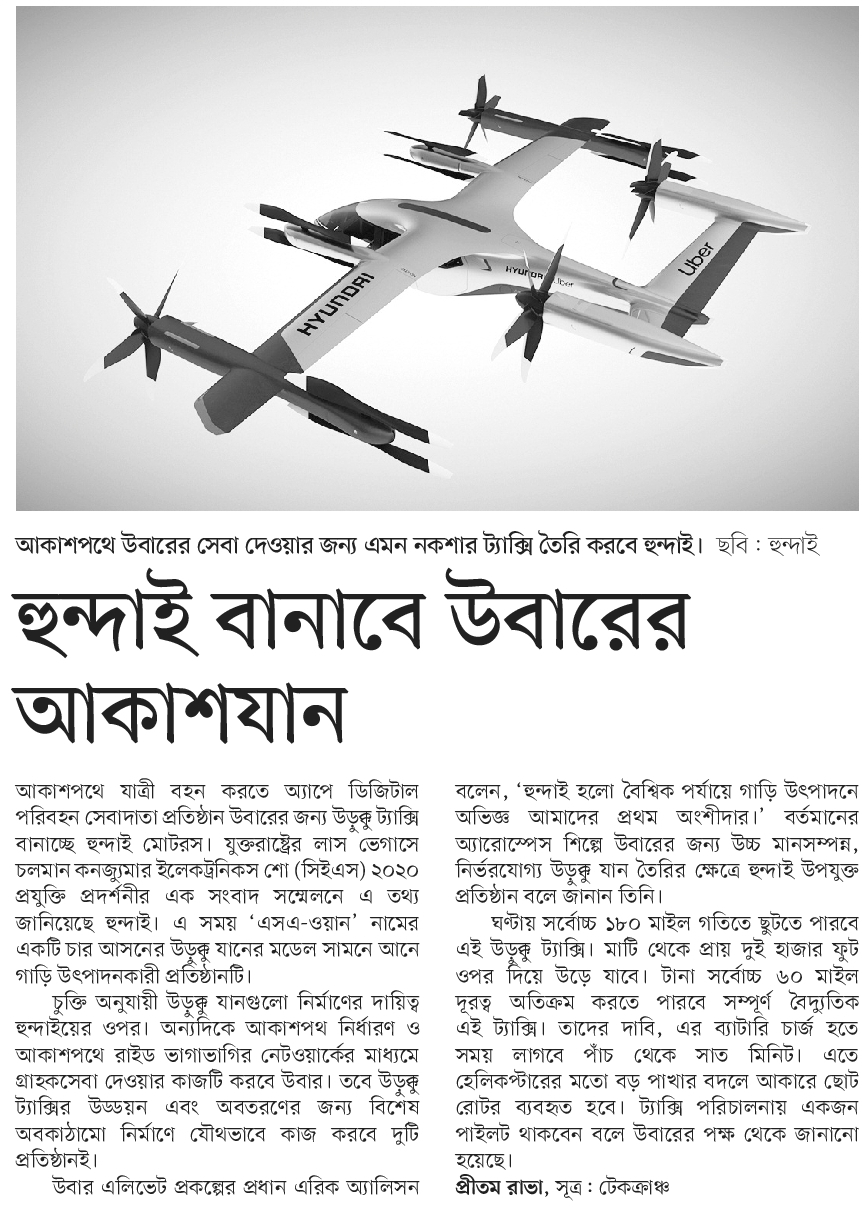 HYUNDAI
HYUNDAI
Uber
Uber
আকাশপথে উবারের সেবা দেওয়ার জন্য এমন নকশার ট্যাক্সি তৈরি করবে হুন্দাই। ছবি : হুন্দাই
হুন্দাই বানাবে উবারের
আকাশযান
আকাশপথে যাত্রী বহন করতে অ্যাপে ডিজিটাল
পরিবহন সেবাদাতা প্রতিষ্ঠান উবারের জন্য উড়ুক্কু ট্যাক্সি
বানাচ্ছে হুন্দাই মোটরস। যুক্তরাষ্ট্রের লাস ভেগাসে
চলমান কনজ্যুমার ইলেকট্রনিকস শো (সিইএস) ২০২০
প্রযুক্তি প্রদর্শনীর এক সংবাদ সম্মেলনে এ তথ্য
জানিয়েছে হুন্দাই। এ সময় ‘এসএ-ওয়ান’ নামের
একটি চার আসনের উড়ুক্কু যানের মডেল সামনে আনে
গাড়ি উৎপাদনকারী প্রতিষ্ঠানটি।
চুক্তি অনুযায়ী উড়ুক্কু যানগুলো নির্মাণের দায়িত্ব
হুন্দাইয়ের ওপর। অন্যদিকে আকাশপথ নির্ধারণ ও
আকাশপথে রাইড ভাগাভাগির নেটওয়ার্কের মাধ্যমে
গ্রাহকসেবা দেওয়ার কাজটি করবে উবার। তবে উড়ুক্কু
ট্যাক্সির উড্ডয়ন এবং অবতরণের জন্য বিশেষ
অবকাঠামো নির্মাণে যৌথভাবে কাজ করবে দুটি
প্রতিষ্ঠানই।
উবার এলিভেট প্রকল্পের প্রধান এরিক অ্যালিসন
বলেন, ‘হুন্দাই হলো বৈশ্বিক পর্যায়ে গাড়ি উৎপাদনে
অভিজ্ঞ আমাদের প্রথম অংশীদার।’ বর্তমানের
অ্যারোস্পেস শিল্পে উবারের জন্য উচ্চ মানসম্পন্ন,
নির্ভরযোগ্য উড়ুক্কু যান তৈরির ক্ষেত্রে হুন্দাই উপযুক্ত
প্রতিষ্ঠান বলে জানান তিনি।
ঘণ্টায় সর্বোচ্চ ১৮০ মাইল গতিতে ছুটতে পারবে
এই উড়ুক্কু ট্যাক্সি। মাটি থেকে প্রায় দুই হাজার ফুট
ওপর দিয়ে উড়ে যাবে। টানা সর্বোচ্চ ৬০ মাইল
দূরত্ব অতিক্রম করতে পারবে সম্পূর্ণ বৈদ্যুতিক
এই ট্যাক্সি। তাদের দাবি, এর ব্যাটারি চার্জ হতে
সময় লাগবে পাঁচ থেকে সাত মিনিট। এতে
হেলিকপ্টারের মতো বড় পাখার বদলে আকারে ছোট
রোটর ব্যবহৃত হবে। ট্যাক্সি পরিচালনায় একজন
পাইলট থাকবেন বলে উবারের পক্ষ থেকে জানানো
হয়েছে।
প্রীতম রাভা, সূত্র : টেকক্রাঞ্চ